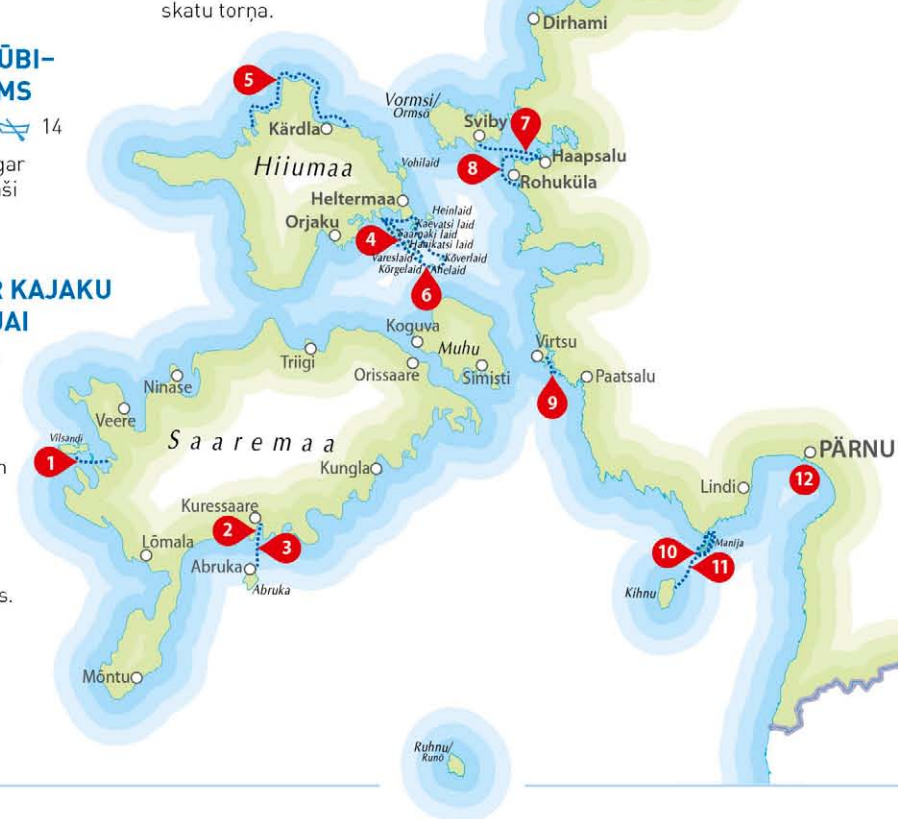 skatu torņa.
ŪBI–
MS
14
gar
ši
R KAJAKU
JAI
n
s.
Dirhami
5
Vormsi/
Ormsö
Sviby
7
Kärdla
Haapsalu
Hiiumaa
Vohilaid
8
Rohuküla
Heltermaa
Heinlaid
Orjaku
Kaevatsi laid
Saarnaki laid
4
Hanikatsi laid
Vareslaid
Kõverlaid
Kõrgelaid
Ahelaid
6
Koguva
Virtsu
Triigi
Muhu
Orissaare
Simisti
Paatsalu
Ninase
9
Veere
Saaremaa
Vilsandi
1
PÄRNU
Kungla
12
Lindi
Kuressaare
2
Lõmala
3
10
Manija
Abruka
11
Abruka
Kihnu
Mõntu
Ruhnu/
Runö